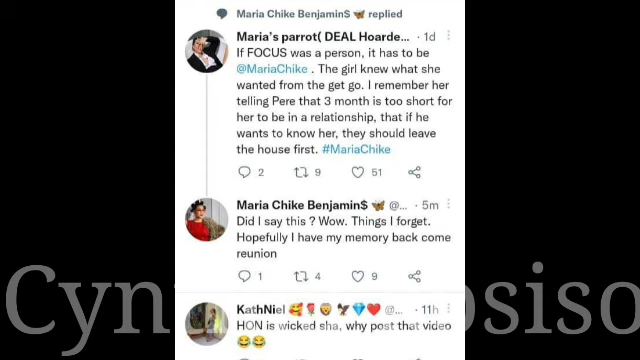 Maria Chike Benjamin$ 🦋 replied
Maria's parrot( DEAL Hoarde... · 1d
If FOCUS was a person, it has to be
@MariaChike . The girl knew what she
wanted from the get go. I remember her
telling Pere that 3 month is too short for
her to be in a relationship, that if he
wants to know her, they should leave
the house first. #MariaChike
2 9 51
Maria Chike Benjamin$ 🦋 @... · 5m
Did I say this ? Wow. Things I forget.
Hopefully I have my memory back come
reunion
1 4 9
KathNiel 🥰🌹🦁🦅💎❤️ @... · 11h
HON is wicked sha, why post that video
😂😂